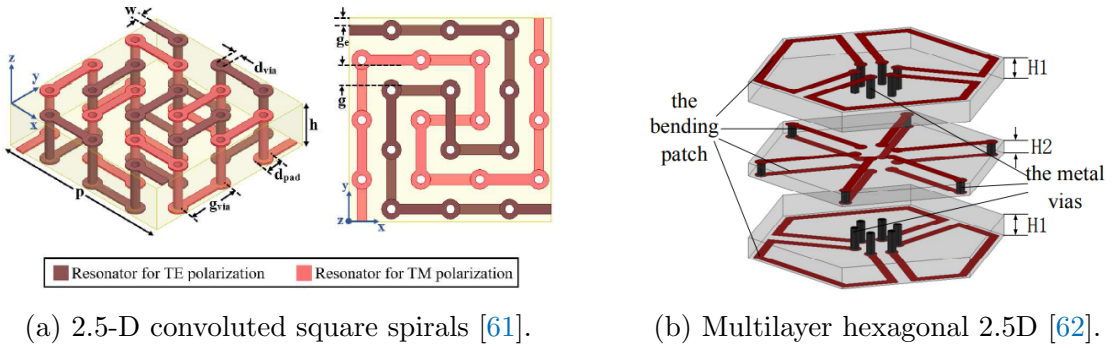 w
d_via
z
y
x
h
p
g_via
d_pad
g_e
g
y
z
x
Resonator for TE polarization
Resonator for TM polarization
(a) 2.5-D convoluted square spirals [61].
the
bending
patch
H1
H2
the metal
vias
H1
(b) Multilayer hexagonal 2.5D [62].